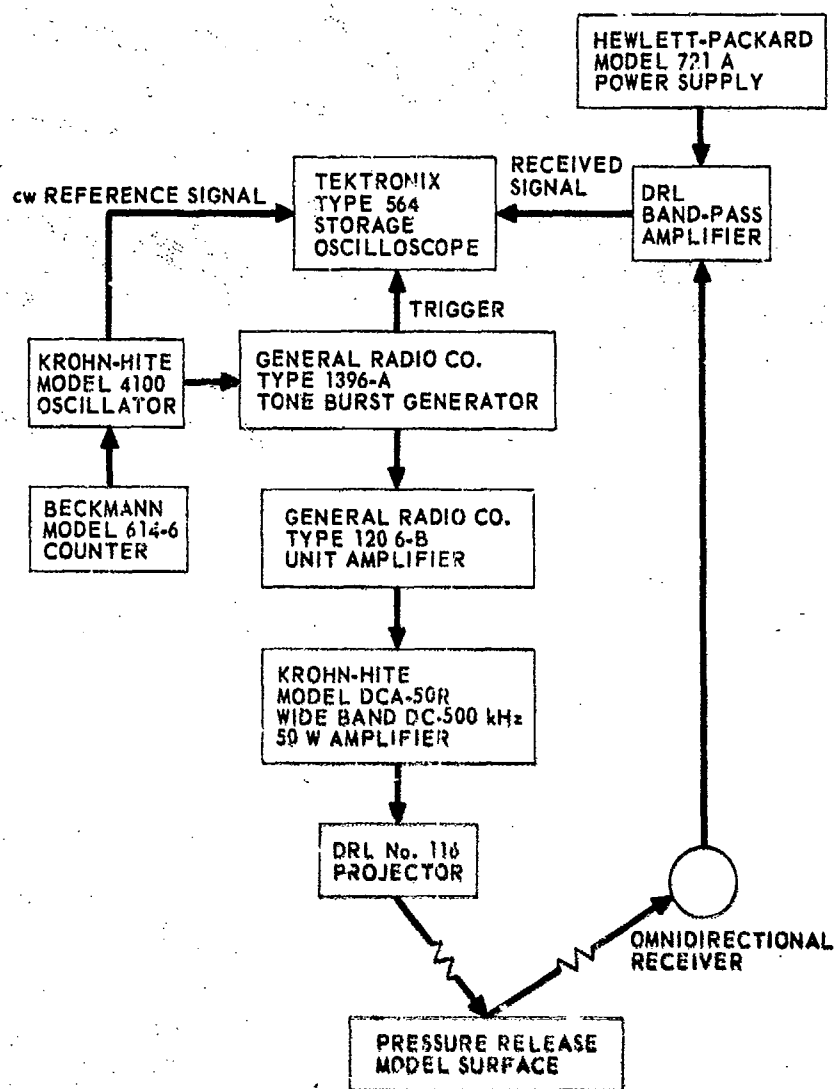 HEWLETT-PACKARD
MODEL 721 A
POWER SUPPLY
cw REFERENCE SIGNAL
TEKTRONIX
TYPE 564
STORAGE
OSCILLOSCOPE
RECEIVED
SIGNAL
DRL
BAND-PASS
AMPLIFIER
TRIGGER
KROHN-HITE
MODEL 4100
OSCILLATOR
GENERAL RADIO CO.
TYPE 1396-A
TONE BURST GENERATOR
BECKMANN
MODEL 614-6
COUNTER
GENERAL RADIO CO.
TYPE 120 6-B
UNIT AMPLIFIER
KROHN-HITE
MODEL DCA-50R
WIDE BAND DC-500 kHz
50 W AMPLIFIER
DRL No. 116
PROJECTOR
OMNIDIRECTIONAL
RECEIVER
PRESSURE RELEASE
MODEL SURFACE